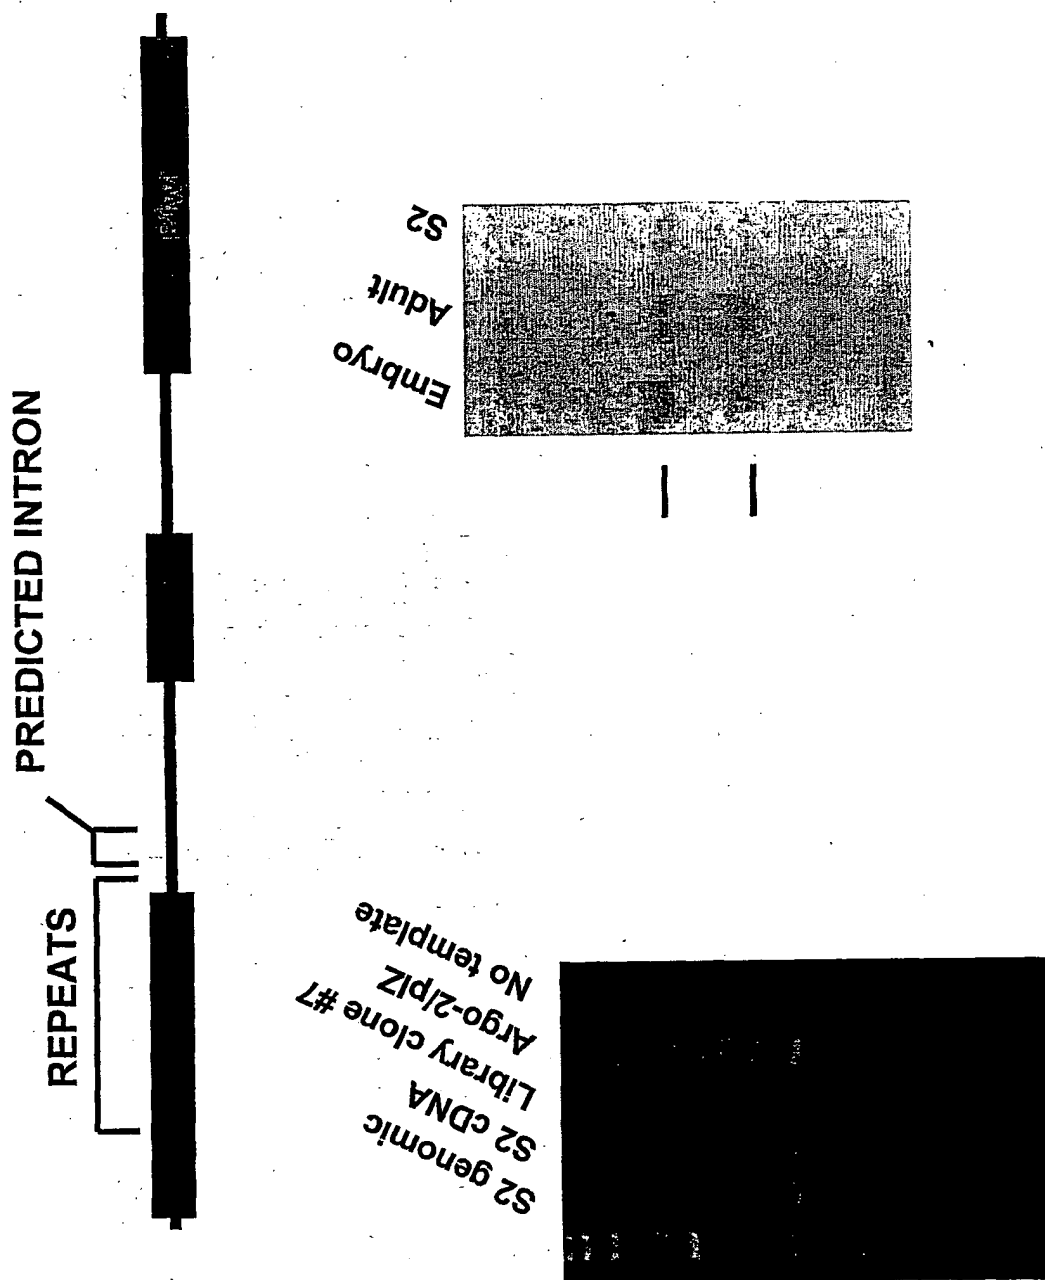 PREDICTED INTRON
REPEATS
S2
Adult
Embryo
No template
Argo-2/pIZ
Library clone #7
S2 cDNA
S2 genomic